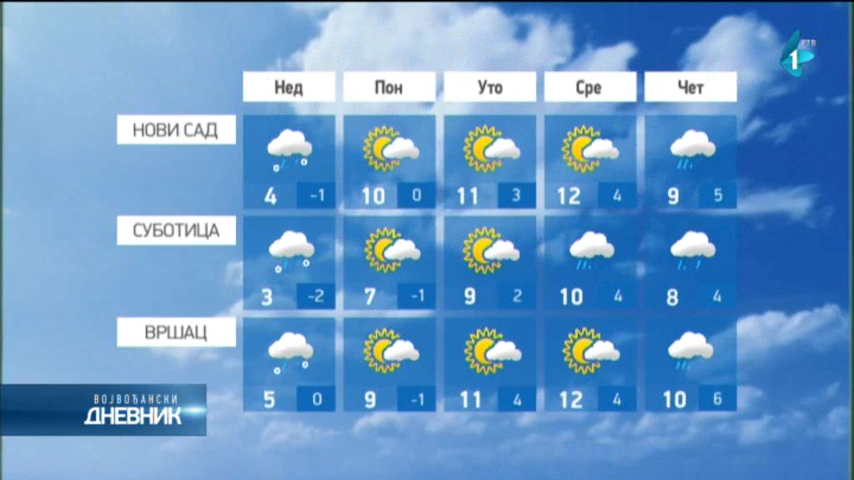 РТВ
1
Нед Пон Уто Сре Чет
НОВИ САД
4 -1 10 0 11 3 12 4 9 5
СУБОТИЦА
3 -2 7 -1 9 2 10 4 8 4
ВРШАЦ
5 0 9 -1 11 4 12 4 10 6
ВОЈВОЂАНСКИ
ДНЕВНИК